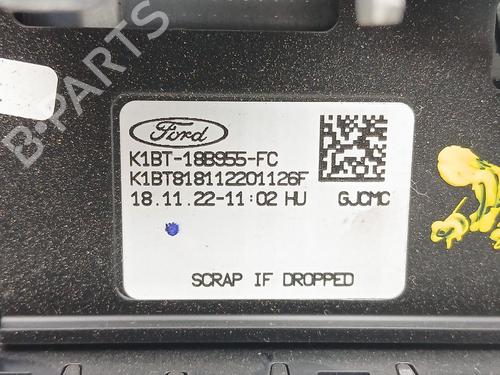 B-PARTS
Ford
K1BT-18B955-FC
K1BT818112201126F
18.11.22-11:02 HU GJCMC
SCRAP IF DROPPED